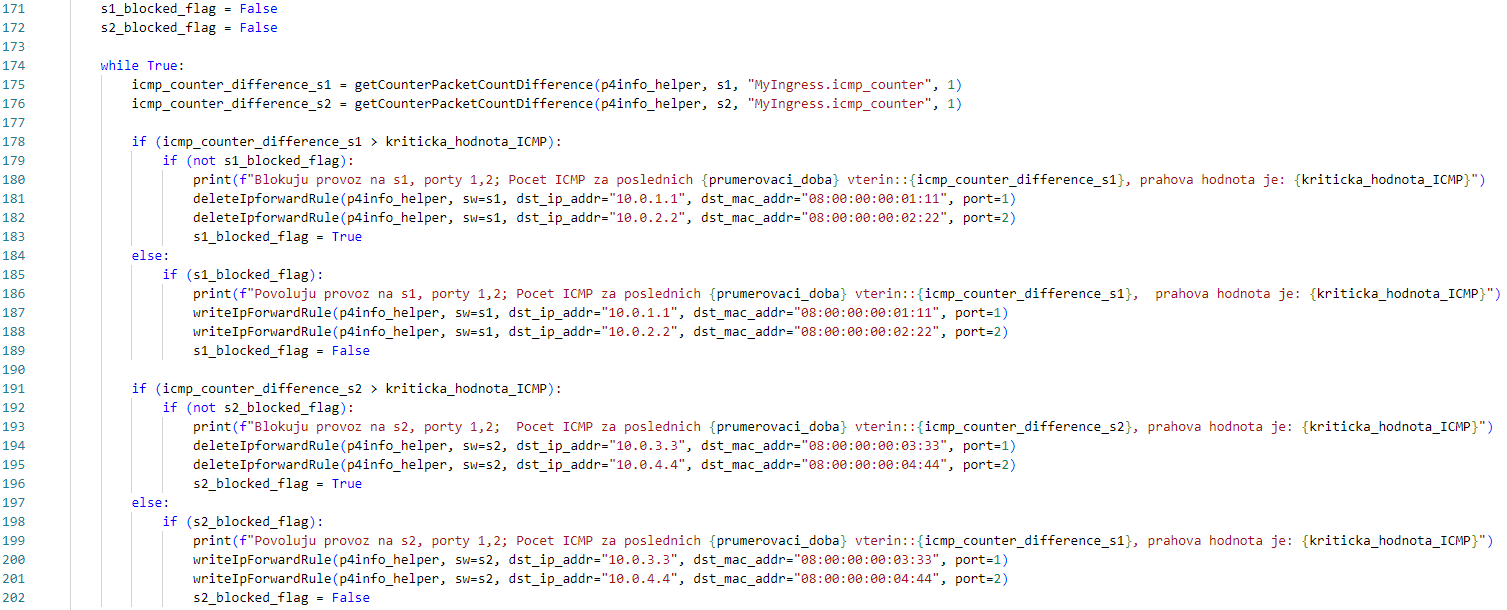 171 s1_blocked_flag = False
172 s2_blocked_flag = False
173
174 while True:
175 icmp_counter_difference_s1 = getCounterPacketCountDifference(p4info_helper, s1, "MyIngress.icmp_counter", 1)
176 icmp_counter_difference_s2 = getCounterPacketCountDifference(p4info_helper, s2, "MyIngress.icmp_counter", 1)
177
178 if (icmp_counter_difference_s1 > kriticka_hodnota_ICMP):
179 if (not s1_blocked_flag):
180 print(f"Blokuju provoz na s1, porty 1,2; Pocet ICMP za poslednich {prumerovaci_doba} vterin::{icmp_counter_difference_s1}, prahova hodnota je: {kriticka_hodnota_ICMP}")
181 deleteIpforwardRule(p4info_helper, sw=s1, dst_ip_addr="10.0.1.1", dst_mac_addr="08:00:00:00:01:11", port=1)
182 deleteIpforwardRule(p4info_helper, sw=s1, dst_ip_addr="10.0.2.2", dst_mac_addr="08:00:00:00:02:22", port=2)
183 s1_blocked_flag = True
184 else:
185 if (s1_blocked_flag):
186 print(f"Povoluju provoz na s1, porty 1,2; Pocet ICMP za poslednich {prumerovaci_doba} vterin::{icmp_counter_difference_s1},  prahova hodnota je: {kriticka_hodnota_ICMP}")
187 writeIpForwardRule(p4info_helper, sw=s1, dst_ip_addr="10.0.1.1", dst_mac_addr="08:00:00:00:01:11", port=1)
188 writeIpForwardRule(p4info_helper, sw=s1, dst_ip_addr="10.0.2.2", dst_mac_addr="08:00:00:00:02:22", port=2)
189 s1_blocked_flag = False
190
191 if (icmp_counter_difference_s2 > kriticka_hodnota_ICMP):
192 if (not s2_blocked_flag):
193 print(f"Blokuju provoz na s2, porty 1,2;  Pocet ICMP za poslednich {prumerovaci_doba} vterin::{icmp_counter_difference_s2}, prahova hodnota je: {kriticka_hodnota_ICMP}")
194 deleteIpforwardRule(p4info_helper, sw=s2, dst_ip_addr="10.0.3.3", dst_mac_addr="08:00:00:00:03:33", port=1)
195 deleteIpforwardRule(p4info_helper, sw=s2, dst_ip_addr="10.0.4.4", dst_mac_addr="08:00:00:00:04:44", port=2)
196 s2_blocked_flag = True
197 else:
198 if (s2_blocked_flag):
199 print(f"Povoluju provoz na s2, porty 1,2; Pocet ICMP za poslednich {prumerovaci_doba} vterin::{icmp_counter_difference_s1}, prahova hodnota je: {kriticka_hodnota_ICMP}")
200 writeIpForwardRule(p4info_helper, sw=s2, dst_ip_addr="10.0.3.3", dst_mac_addr="08:00:00:00:03:33", port=1)
201 writeIpForwardRule(p4info_helper, sw=s2, dst_ip_addr="10.0.4.4", dst_mac_addr="08:00:00:00:04:44", port=2)
202 s2_blocked_flag = False